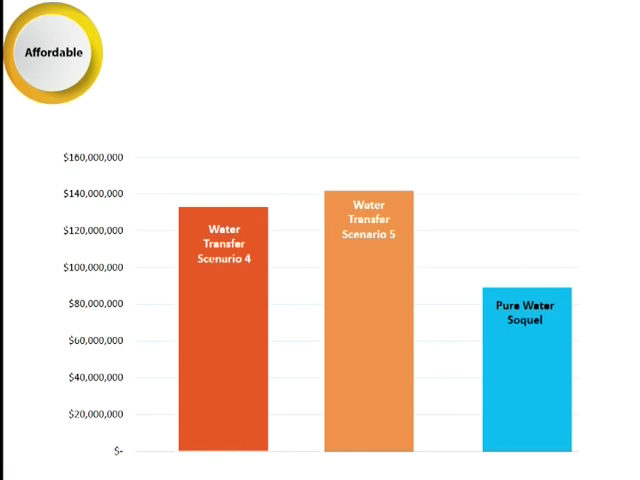 Affordable
$160,000,000
$140,000,000
$120,000,000
$100,000,000
$80,000,000
$60,000,000
$40,000,000
$20,000,000
$-
Water
Transfer
Scenario 4
Water
Transfer
Scenario 5
Pure Water
Soquel